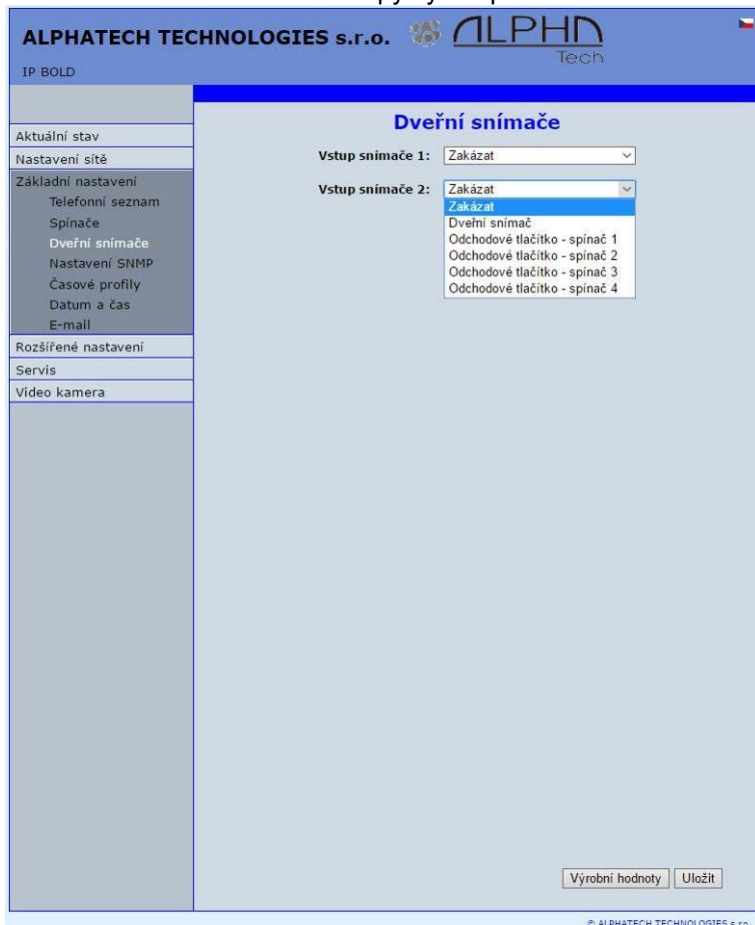 ALPHATECH TECHNOLOGIES s.r.o.
ALPHA
Tech
IP BOLD
Aktuální stav
Nastavení sítě
Základní nastavení
Telefonní seznam
Spínače
Dveřní snímače
Nastavení SNMP
Časové profily
Datum a čas
E-mail
Rozšířené nastavení
Servis
Video kamera
Dveřní snímače
Vstup snímače 1: Zakázat
Vstup snímače 2: Zakázat
Zakázat
Dveřní snímač
Odchodové tlačítko - spínač 1
Odchodové tlačítko - spínač 2
Odchodové tlačítko - spínač 3
Odchodové tlačítko - spínač 4
Výrobní hodnoty Uložit
© ALPHATECH TECHNOLOGIES s.r.o.